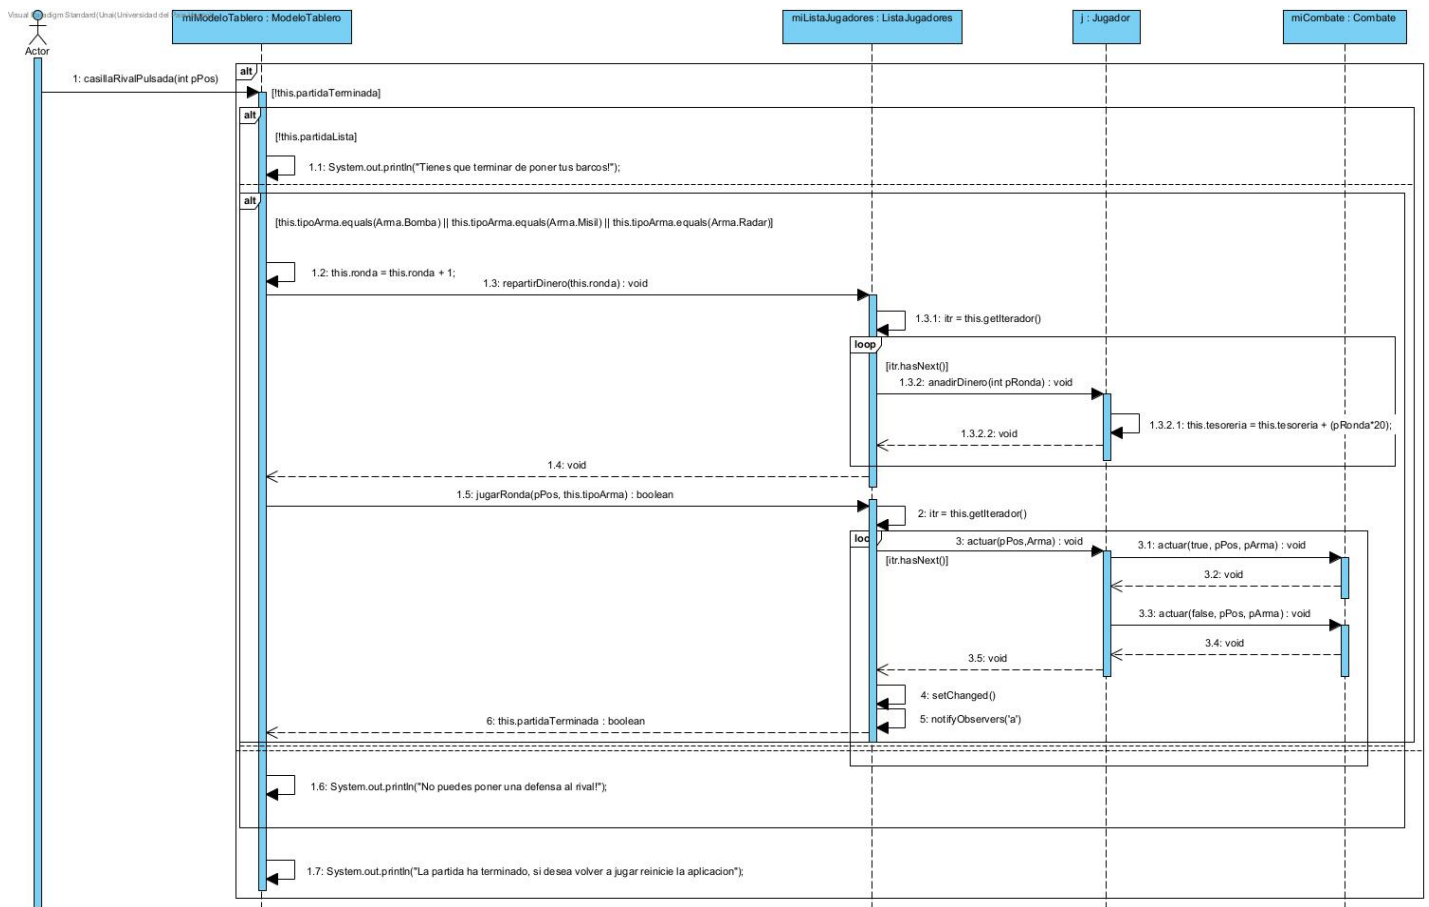 Visual Paradigm Standard(Unai(Universidad del
miModeloTablero : ModeloTablero
miListaJugadores : ListaJugadores
j : Jugador
miCombate : Combate
Actor
alt
1: casillaRivalPulsada(int pPos)
[!this.partidaTerminada]
alt
[!this.partidaLista]
1.1: System.out.println("Tienes que terminar de poner tus barcos!");
alt
[this.tipoArma.equals(Arma.Bomba) || this.tipoArma.equals(Arma.Misil) || this.tipoArma.equals(Arma.Radar)]
1.2: this.ronda = this.ronda + 1;
1.3: repartirDinero(this.ronda) : void
1.3.1: itr = this.getIterador()
loop
[itr.hasNext()]
1.3.2: anadirDinero(int pRonda) : void
1.3.2.1: this.tesoreria = this.tesoreria + (pRonda*20);
1.3.2.2: void
1.4: void
1.5: jugarRonda(pPos, this.tipoArma) : boolean
2: itr = this.getIterador()
loop
3: actuar(pPos,Arma) : void
[itr.hasNext()]
3.1: actuar(true, pPos, pArma) : void
3.2: void
3.3: actuar(false, pPos, pArma) : void
3.4: void
3.5: void
4: setChanged()
5: notifyObservers('a')
6: this.partidaTerminada : boolean
1.6: System.out.println("No puedes poner una defensa al rival!");
1.7: System.out.println("La partida ha terminado, si desea volver a jugar reinicie la aplicacion");